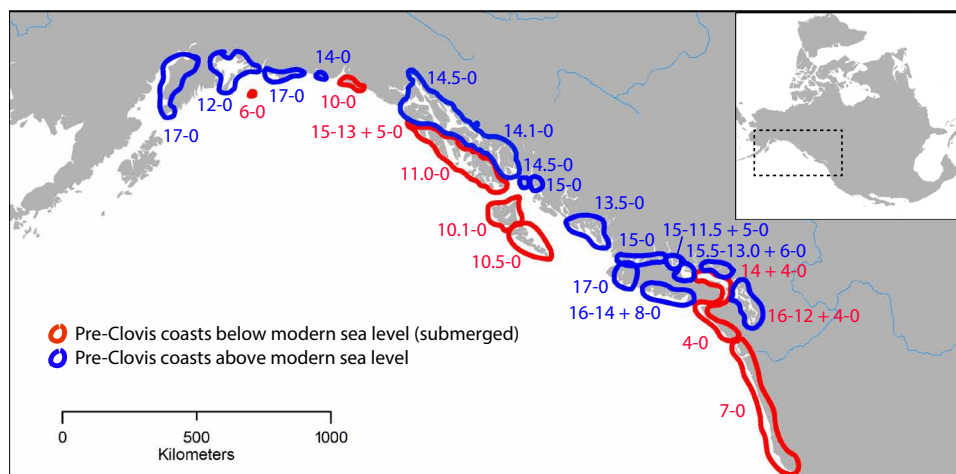 14-0
17-0
12-0
6-0
17-0
10-0
14.5-0
15-13 + 5-0
14.1-0
11.0-0
14.5-0
15-0
10.1-0
13.5-0
10.5-0
15-0
15-11.5 + 5-0
15.5-13.0 + 6-0
14 + 4-0
17-0
16-14 + 8-0
16-12 + 4-0
4-0
7-0
Pre-Clovis coasts below modern sea level (submerged)
Pre-Clovis coasts above modern sea level
0 500 1000
Kilometers